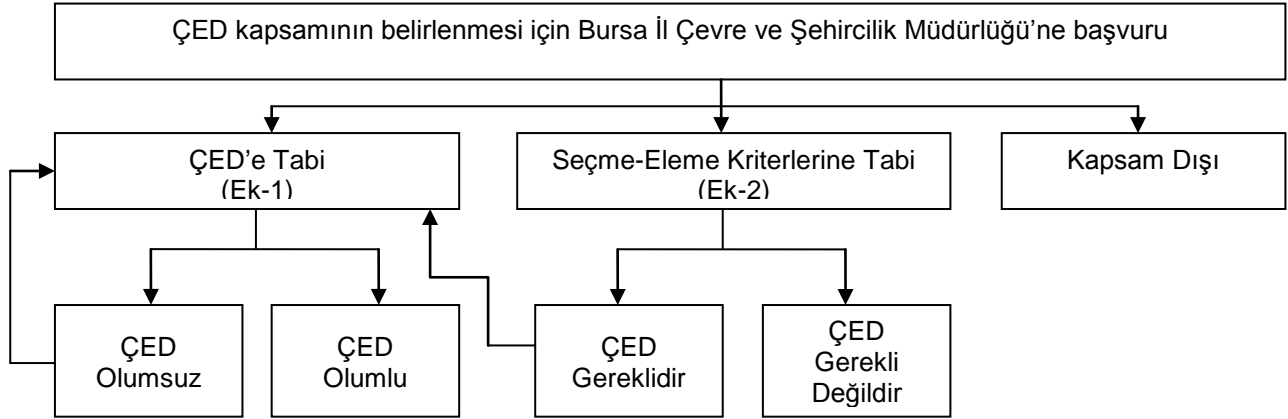 ÇED kapsamının belirlenmesi için Bursa İl Çevre ve Şehircilik Müdürlüğü’ne başvuru
ÇED’e Tabi
(Ek-1)
Seçme-Eleme Kriterlerine Tabi
(Ek-2)
Kapsam Dışı
ÇED
Olumsuz
ÇED
Olumlu
ÇED
Gereklidir
ÇED
Gerekli
Değildir